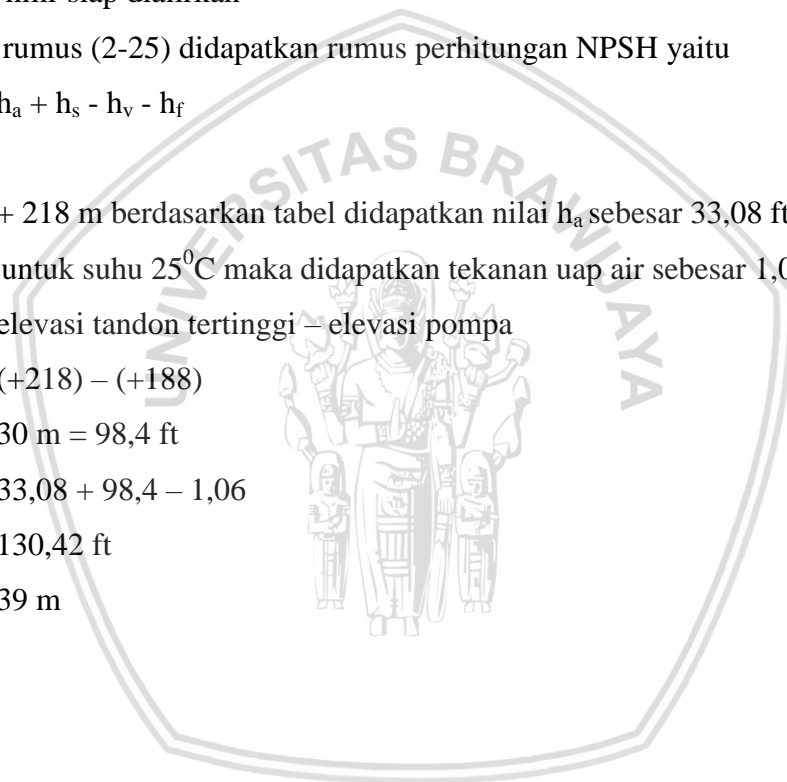 rumus (2-25) didapatkan rumus perhitungan NPSH yaitu
hₐ + hₛ - hᵥ - h_f
UNIVERSITAS BRAWIJAYA
+ 218 m berdasarkan tabel didapatkan nilai hₐ sebesar 33,08 ft
untuk suhu 25⁰C maka didapatkan tekanan uap air sebesar 1,0
elevasi tandon tertinggi – elevasi pompa
(+218) – (+188)
30 m = 98,4 ft
33,08 + 98,4 – 1,06
130,42 ft
39 m